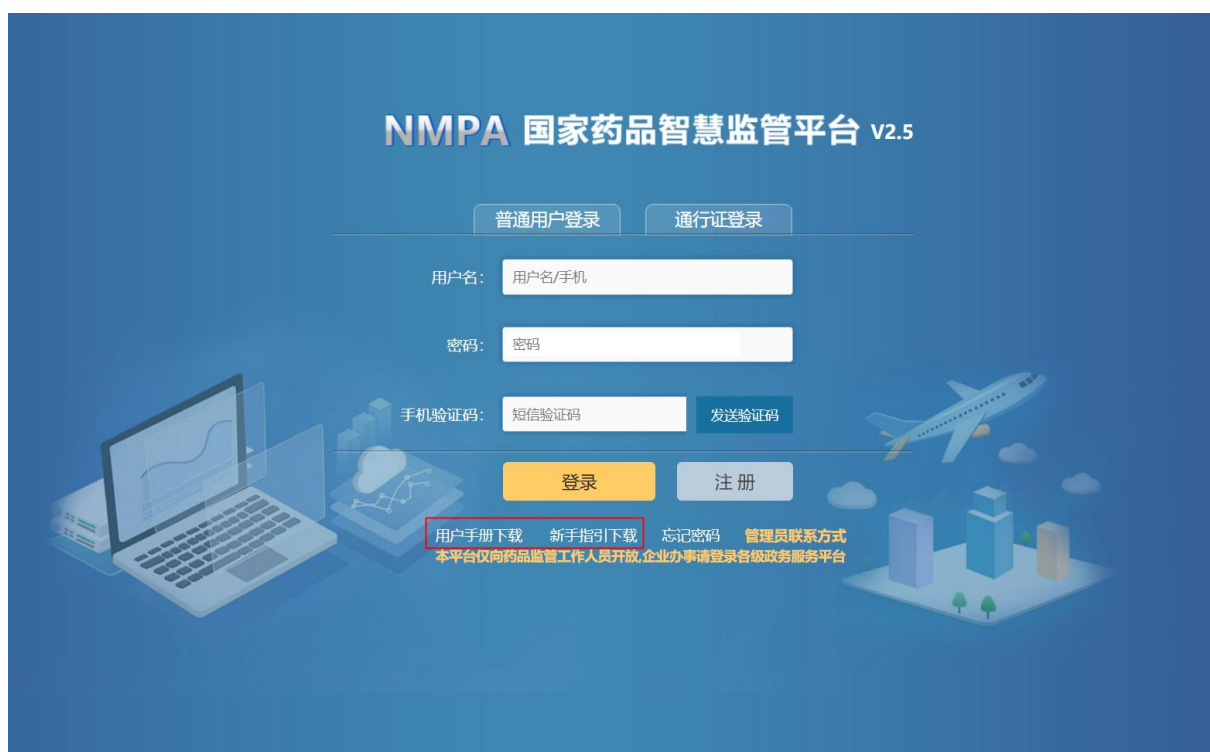 NMPA 国家药品智慧监管平台 V2.5
普通用户登录 通行证登录
用户名: 用户名/手机
密码: 密码
手机验证码: 短信验证码 发送验证码
登录 注 册
用户手册下载 新手指引下载 忘记密码 管理员联系方式
本平台仅向药品监管工作人员开放,企业办事请登录各级政务服务平台